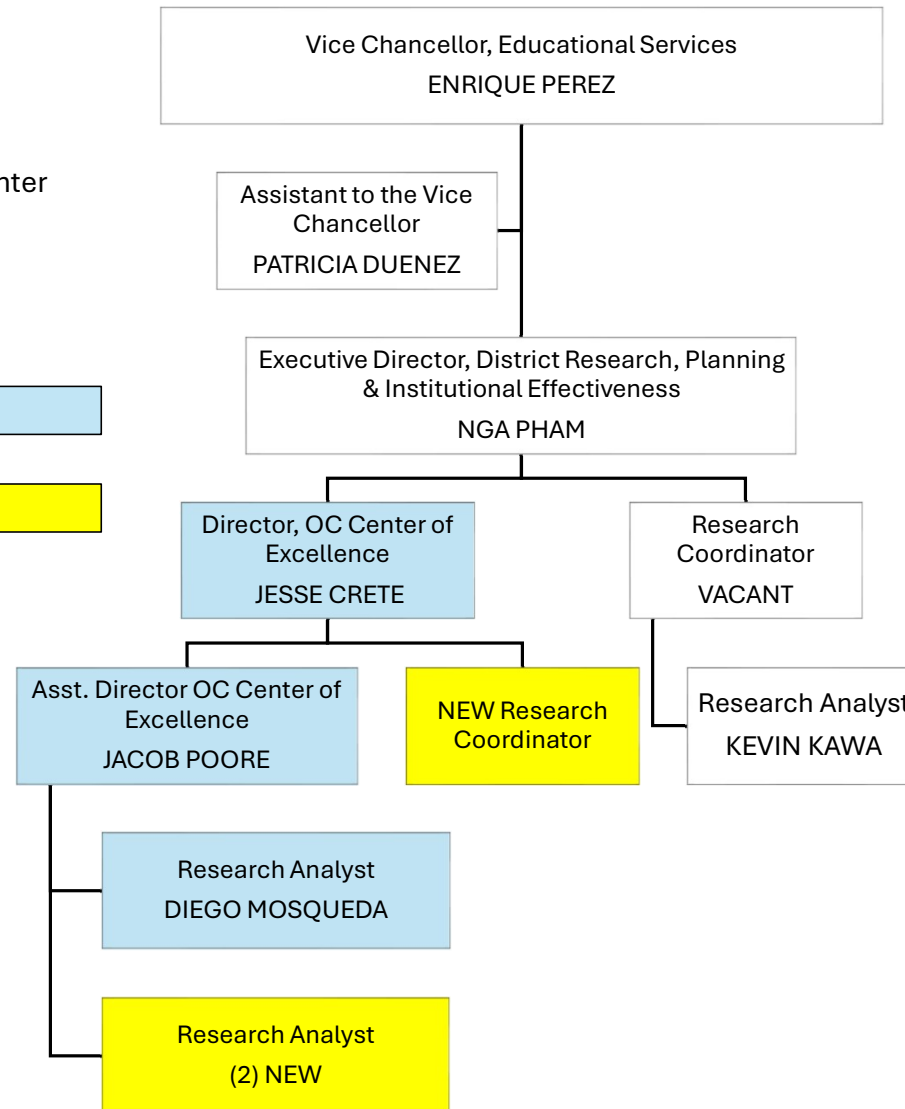 Vice Chancellor, Educational Services
ENRIQUE PEREZ
Assistant to the Vice
Chancellor
PATRICIA DUENEZ
Executive Director, District Research, Planning
& Institutional Effectiveness
NGA PHAM
Director, OC Center of
Excellence
JESSE CRETE
Research
Coordinator
VACANT
Asst. Director OC Center of
Excellence
JACOB POORE
NEW Research
Coordinator
Research Analyst
KEVIN KAWA
Research Analyst
DIEGO MOSQUEDA
Research Analyst
(2) NEW